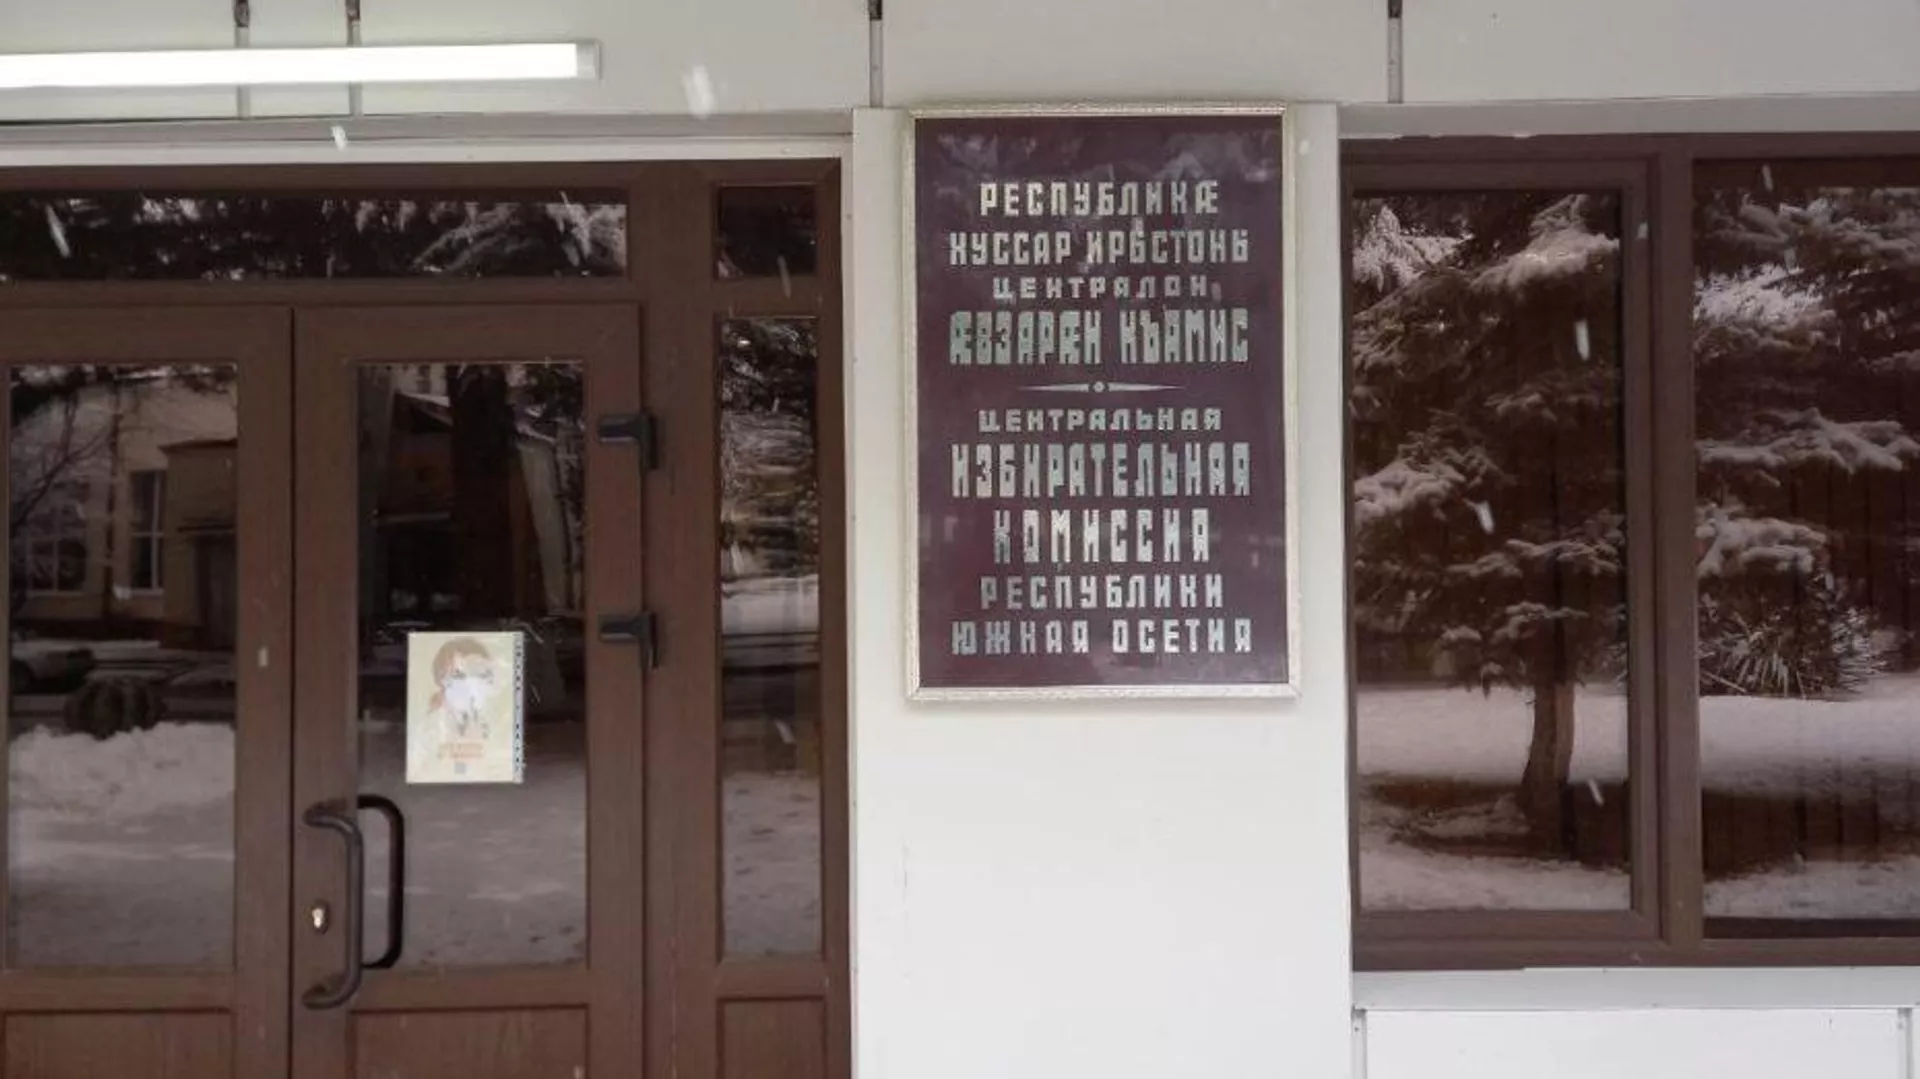 РЕСПУБЛИКÆ
ХУССАР ИРЫСТОНЫ
ЦЕНТРАЛОН
ÆВЗАРÆН КЪАМИС
ЦЕНТРАЛЬНАЯ
ИЗБИРАТЕЛЬНАЯ
КОМИССИЯ
РЕСПУБЛИКИ
ЮЖНАЯ ОСЕТИЯ